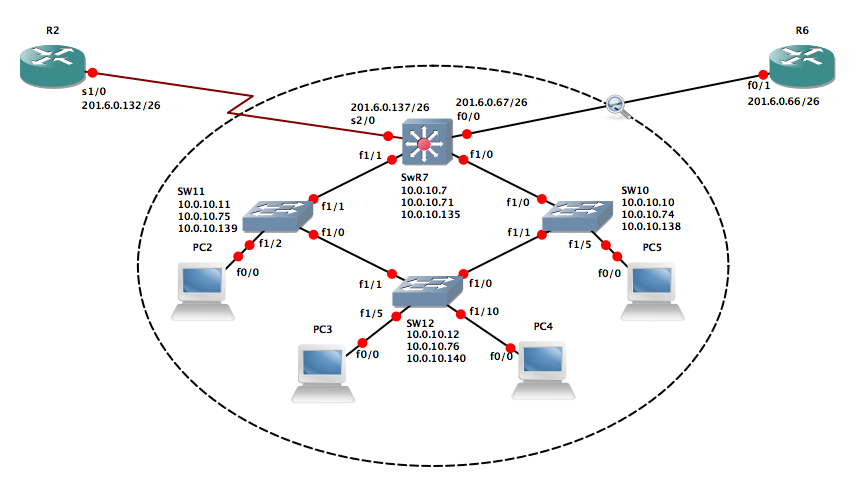 R2
R6
s1/0
201.6.0.132/26
f0/1
201.6.0.66/26
201.6.0.137/26
s2/0
201.6.0.67/26
f0/0
f1/1
f1/0
SwR7
10.0.10.7
10.0.10.71
10.0.10.135
SW11
10.0.10.11
10.0.10.75
10.0.10.139
f1/1
f1/0
f1/2
SW10
10.0.10.10
10.0.10.74
10.0.10.138
f1/0
f1/1
f1/5
PC2
f0/0
PC5
f0/0
f1/1
f1/0
f1/5
f1/10
SW12
10.0.10.12
10.0.10.76
10.0.10.140
PC3
f0/0
PC4
f0/0